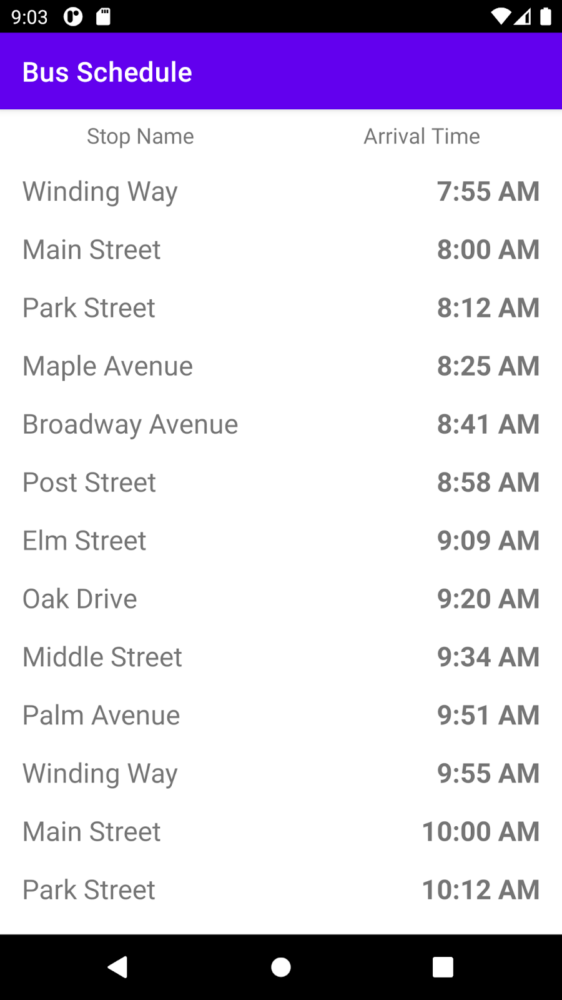 9:03
Bus Schedule
Stop Name Arrival Time
Winding Way 7:55 AM
Main Street 8:00 AM
Park Street 8:12 AM
Maple Avenue 8:25 AM
Broadway Avenue 8:41 AM
Post Street 8:58 AM
Elm Street 9:09 AM
Oak Drive 9:20 AM
Middle Street 9:34 AM
Palm Avenue 9:51 AM
Winding Way 9:55 AM
Main Street 10:00 AM
Park Street 10:12 AM